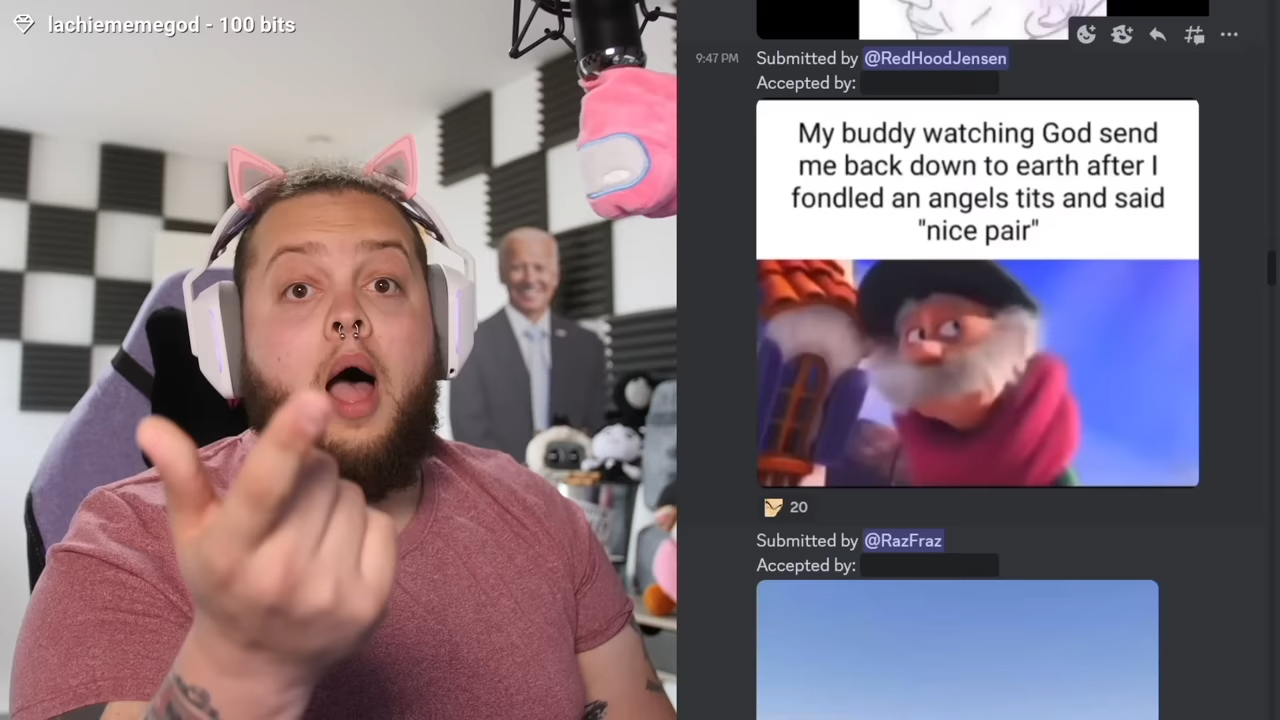 lachiememegod - 100 bits
9:47 PM
Submitted by @RedHoodJensen
Accepted by:
My buddy watching God send
me back down to earth after I
fondled an angels tits and said
"nice pair"
20
Submitted by @RazFraz
Accepted by: